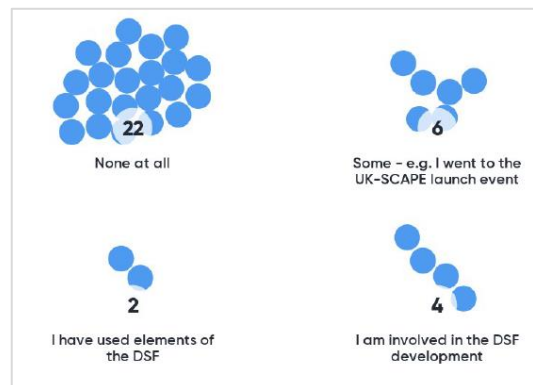 22
None at all
6
Some - e.g. I went to the
UK-SCAPE launch event
2
I have used elements of
the DSF
4
I am involved in the DSF
development